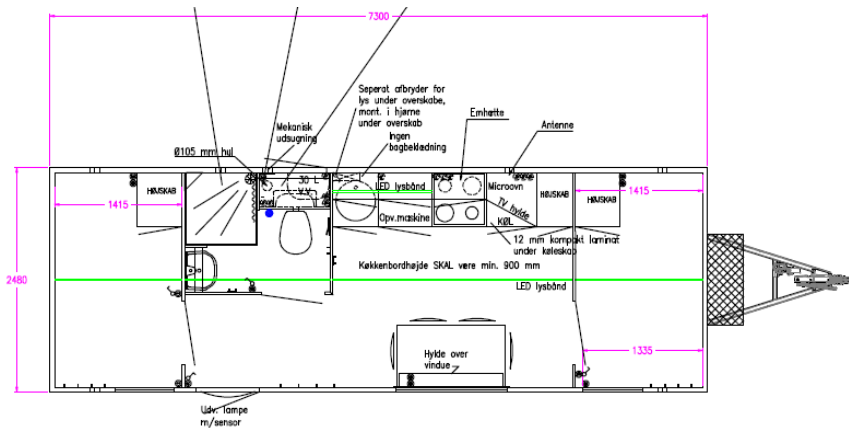 7300
Seperat afbryder for
lys under overskabe,
mont. i hjørne
under overskab
Emhætte
Antenne
Mekanisk
udsugning
Ingen
bagbeklædning
Ø105 mm hul
30 L
V.V
LED lysbånd
Microovn
HØJSKAB
HØJSKAB
HØJSKAB
1415
1415
TV hylde
Opv.maskine
KØL
12 mm kompakt laminat
under køleskab
2480
Køkkenbordhøjde SKAL være min. 900 mm
LED lysbånd
1335
Hylde over
vindue
Udv. lampe
m/sensor